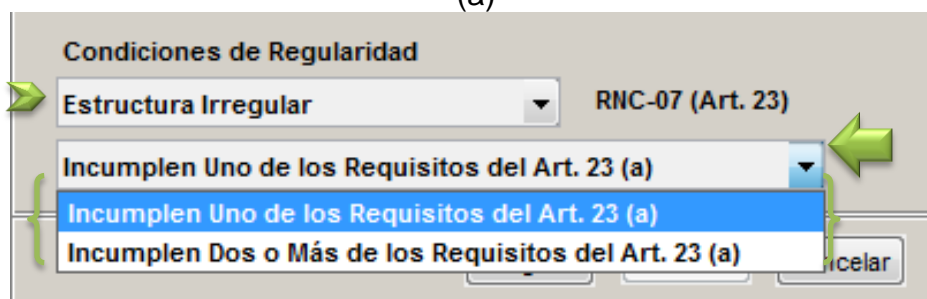 (a)
Condiciones de Regularidad
Estructura Irregular RNC-07 (Art. 23)
Incumplen Uno de los Requisitos del Art. 23 (a)
Incumplen Uno de los Requisitos del Art. 23 (a)
Incumplen Dos o Más de los Requisitos del Art. 23 (a)